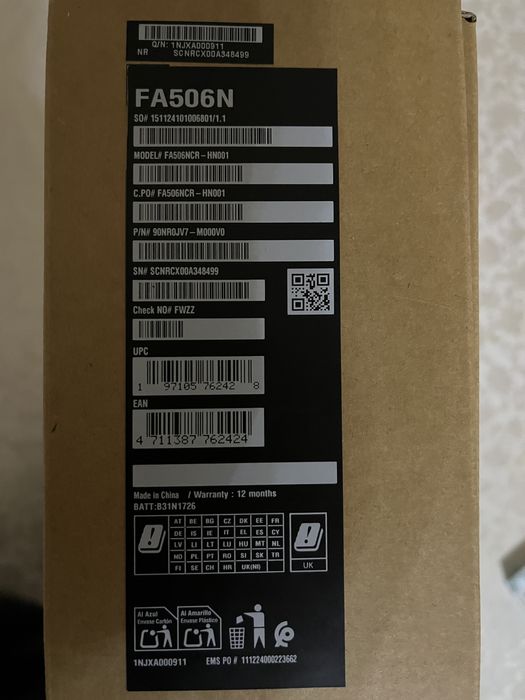 Q/N: 1NJXA000911
NR SCNRCX00A348499
FA506N
SO# 151124101006801/1.1
MODEL# FA506NCR-HN001
C.PO# FA506NCR-HN001
P/N# 90NR0JV7-M000V0
SN# SCNRCX00A348499
Check NO# FWZZ
UPC
1 97105 76242 8
EAN
4 711387 762424
Made in China / Warranty : 12 months
BATT:B31N1726
AT BE BG CZ DK EE FR
DE IS IE IT EL ES CY
LV LI LT LU HU MT NL
NO PL PT RO SI SK TR
FI SE CH HR UK(NI)
UK
Al Azul
Envase Cartón
Al Amarillo
Envase Plástico
1NJXA000911 EMS PO # 111224000223662